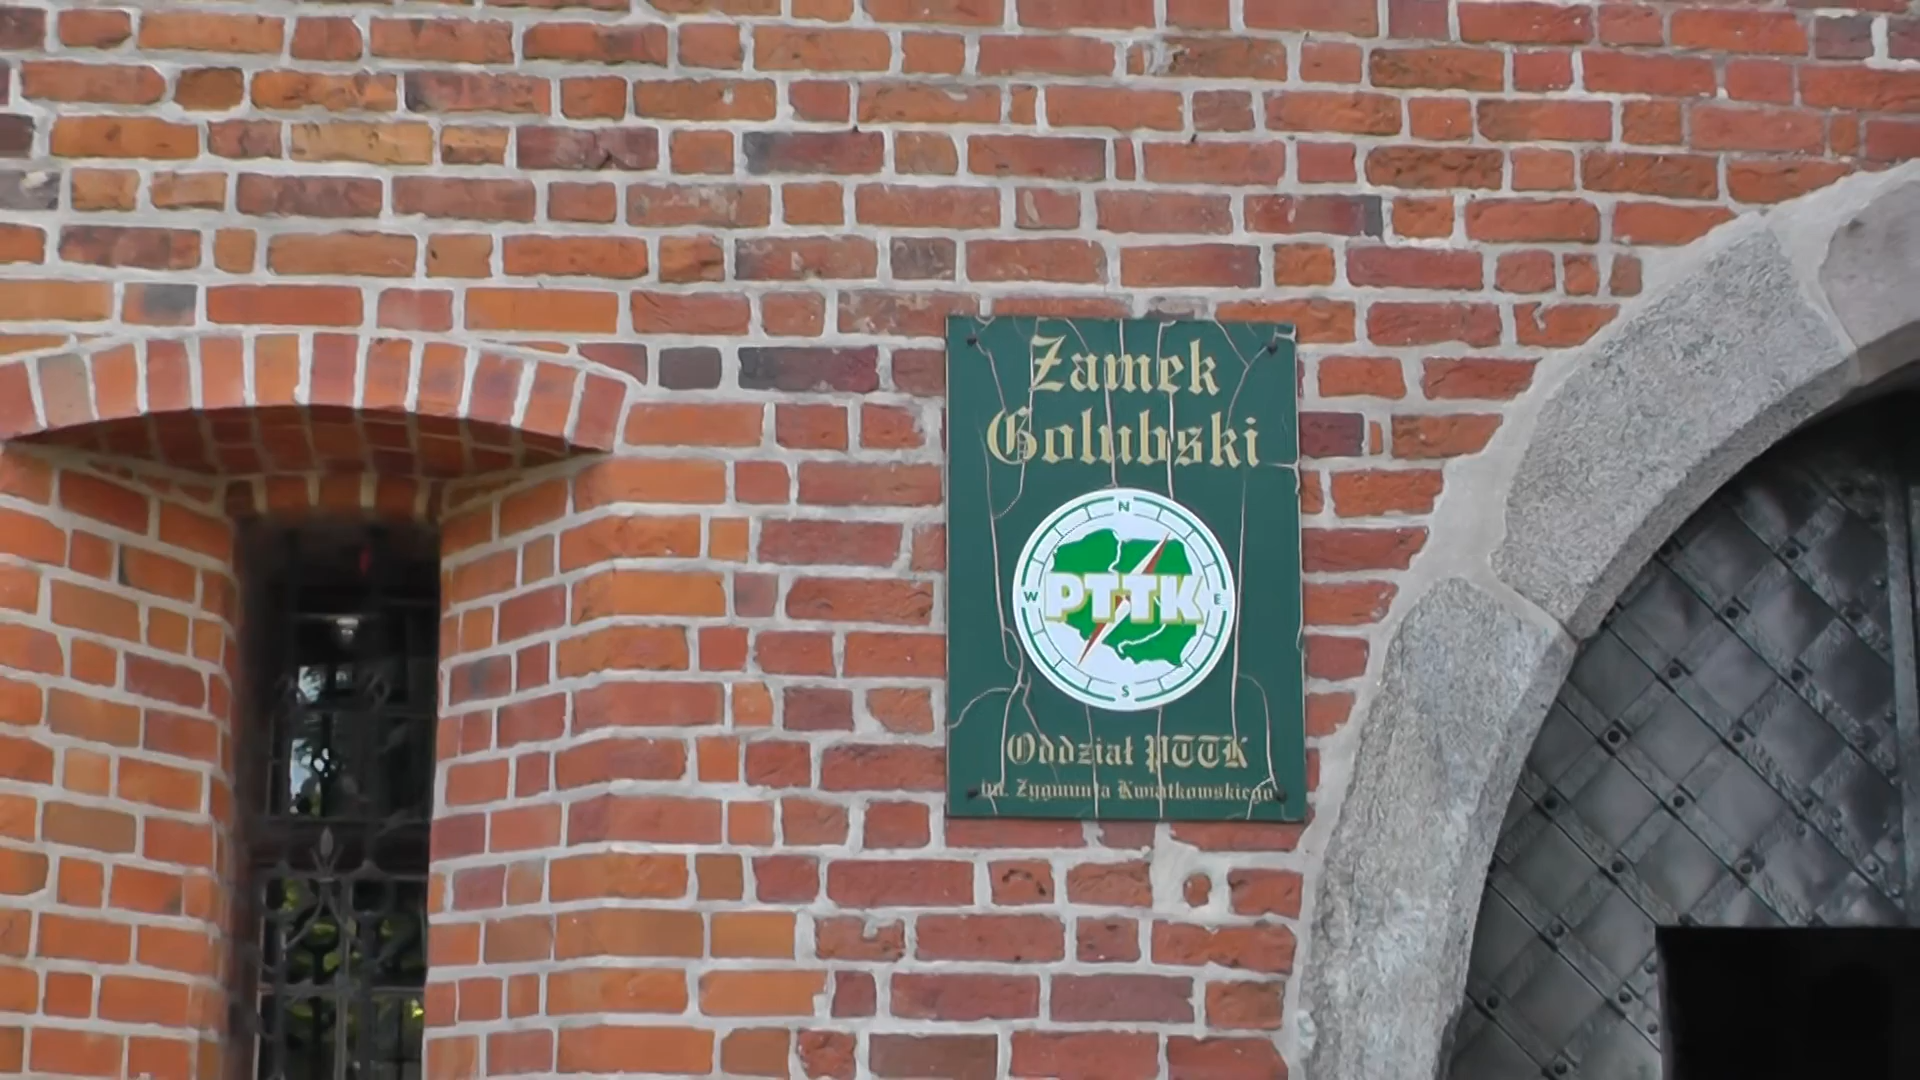 Zamek
Golubski
N
W PTTK E
S
Oddział PTTK
im. Zygmunta Kwiatkowskiego